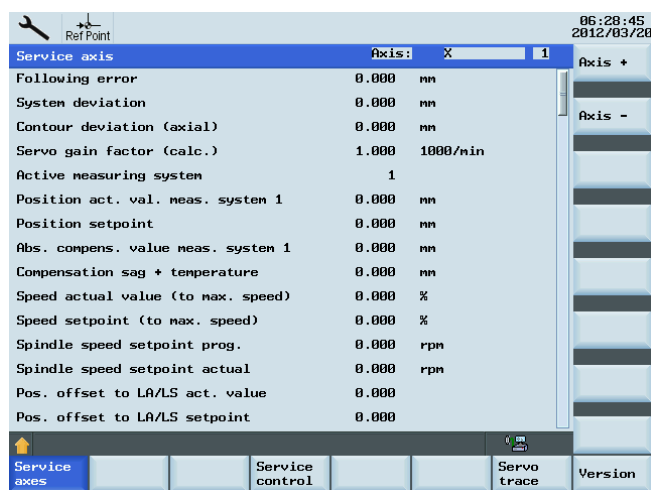 06:28:45
2012/03/20
Ref Point
Service axis Axis: X 1
Axis +
Following error 0.000 mm
System deviation 0.000 mm
Axis -
Contour deviation (axial) 0.000 mm
Servo gain factor (calc.) 1.000 1000/min
Active measuring system 1
Position act. val. meas. system 1 0.000 mm
Position setpoint 0.000 mm
Abs. compens. value meas. system 1 0.000 mm
Compensation sag + temperature 0.000 mm
Speed actual value (to max. speed) 0.000 %
Speed setpoint (to max. speed) 0.000 %
Spindle speed setpoint prog. 0.000 rpm
Spindle speed setpoint actual 0.000 rpm
Pos. offset to LA/LS act. value 0.000
Pos. offset to LA/LS setpoint 0.000
Service axes
Service control
Servo trace
Version